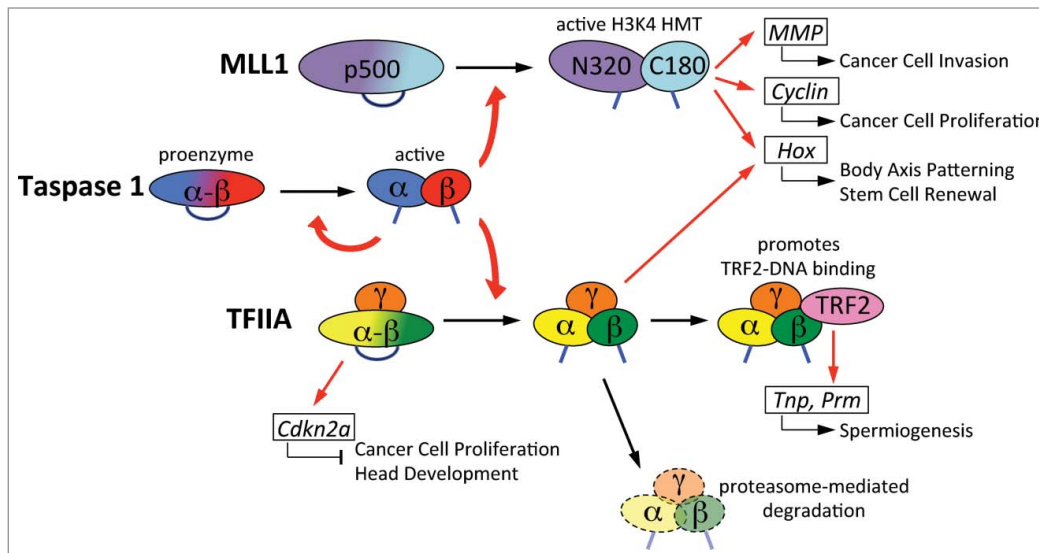 active H3K4 HMT
MLL1
p500
N320
C180
MMP
Cancer Cell Invasion
Cyclin
Cancer Cell Proliferation
Hox
Body Axis Patterning
Stem Cell Renewal
proenzyme
active
Taspase 1
α-β
α
β
promotes
TRF2-DNA binding
TFIIA
γ
α-β
γ
α
β
γ
α
β
TRF2
Cdkn2a
Cancer Cell Proliferation
Head Development
Tnp, Prm
Spermiogenesis
γ
α
β
proteasome-mediated
degradation